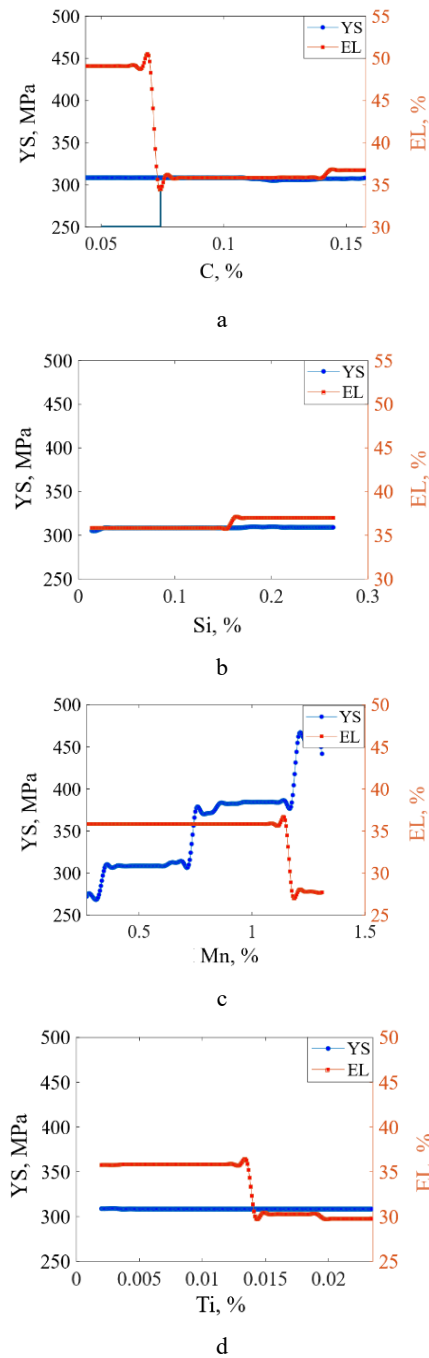 500
450
400
350
300
250
YS, MPa
YS
EL
55
50
45
40
35
30
EL, %
0.05
0.1
0.15
C, %
a
500
450
400
350
300
250
YS, MPa
YS
EL
55
50
45
40
35
30
EL, %
0
0.1
0.2
0.3
Si, %
b
500
450
400
350
300
250
YS, MPa
YS
EL
50
45
40
35
30
25
EL, %
0.5
1
1.5
Mn, %
c
500
450
400
350
300
250
YS, MPa
YS
EL
50
45
40
35
30
25
EL, %
0
0.005
0.01
0.015
0.02
Ti, %
d